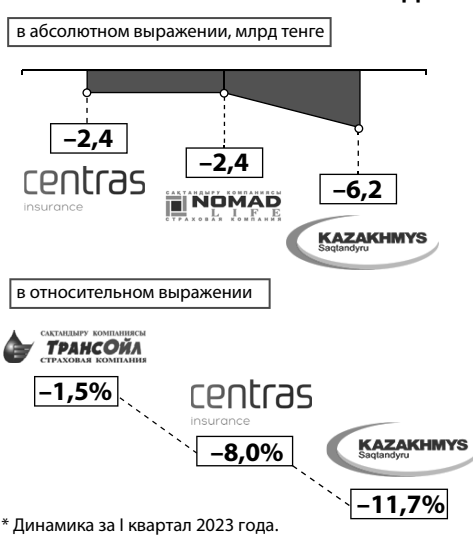 в абсолютном выражении, млрд тенге
–2,4
centras
insurance
–2,4
САҚТАНДЫРУ КОМПАНИЯСЫ
NOMAD
LIFE
СТРАХОВАЯ КОМПАНИЯ
–6,2
KAZAKHMYS
Saqtandyru
в относительном выражении
САҚТАНДЫРУ КОМПАНИЯСЫ
ТРАНСОЙЛ
СТРАХОВАЯ КОМПАНИЯ
–1,5%
centras
insurance
–8,0%
KAZAKHMYS
Saqtandyru
–11,7%
* Динамика за I квартал 2023 года.